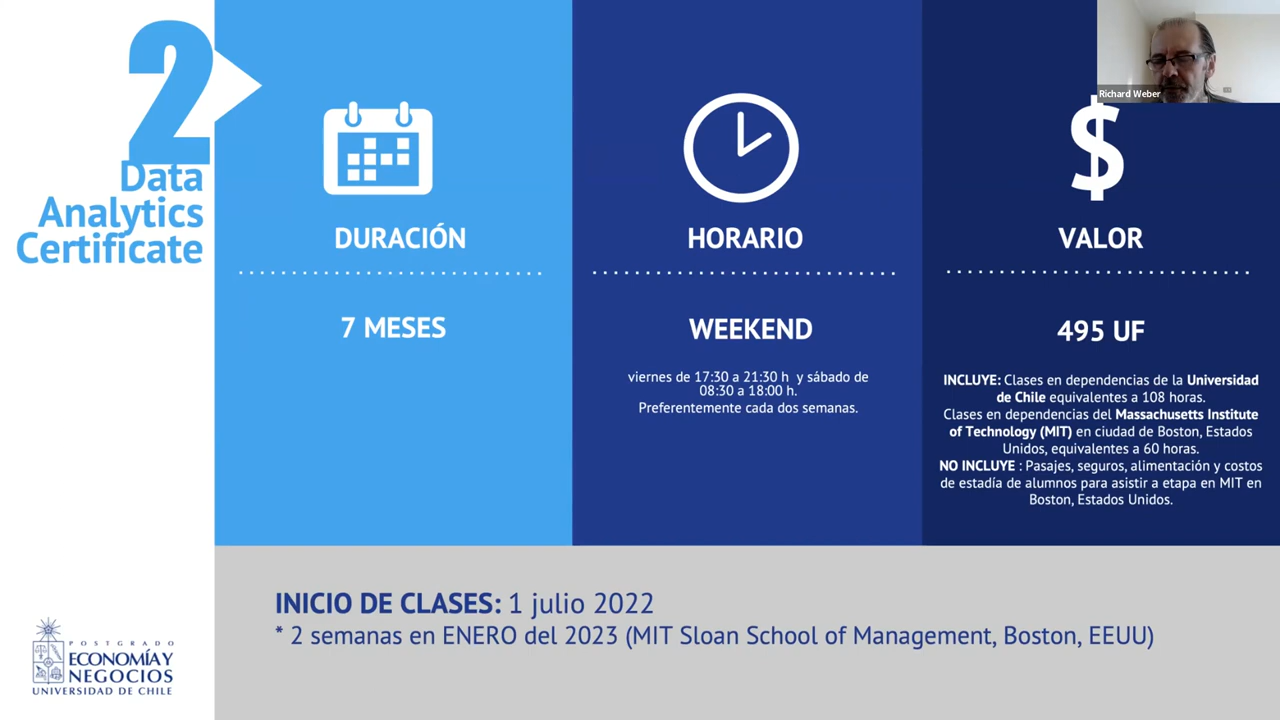 2
Data
Analytics
Certificate
DURACIÓN
7 MESES
HORARIO
WEEKEND
viernes de 17:30 a 21:30 h y sábado de
08:30 a 18:00 h.
Preferentemente cada dos semanas.
Richard Weber
$
VALOR
495 UF
INCLUYE: Clases en dependencias de la Universidad
de Chile equivalentes a 108 horas.
Clases en dependencias del Massachusetts Institute
of Technology (MIT) en ciudad de Boston, Estados
Unidos, equivalentes a 60 horas.
NO INCLUYE : Pasajes, seguros, alimentación y costos
de estadía de alumnos para asistir a etapa en MIT en
Boston, Estados Unidos.
INICIO DE CLASES: 1 julio 2022
* 2 semanas en ENERO del 2023 (MIT Sloan School of Management, Boston, EEUU)
POSTGRADO
ECONOMÍA Y
NEGOCIOS
UNIVERSIDAD DE CHILE